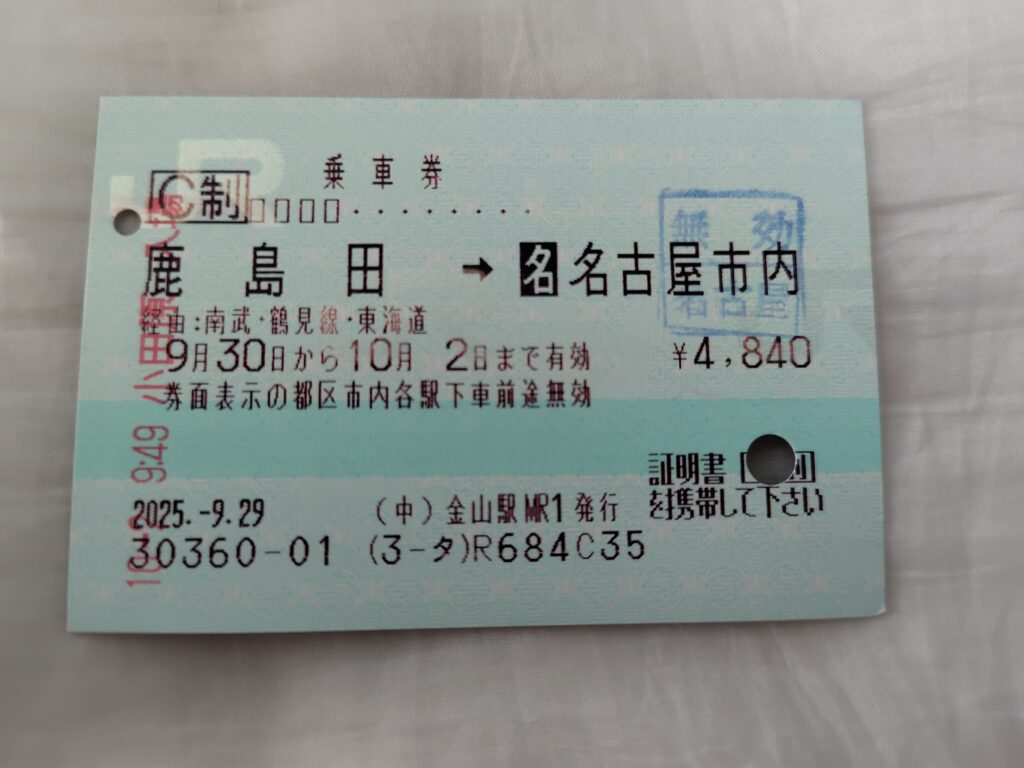 乗車券
C制□□□□········
鹿島田 → 名 名古屋市内
経由:南武・鶴見線・東海道
9月30日から10月 2日まで有効 ¥4,840
券面表示の都区市内各駅下車前途無効
証明書
を携帯して下さい
2025.-9.29 (中)金山駅MR1発行
30360-01 (3-タ)R684C35
無効
名古屋
9:49 小田原